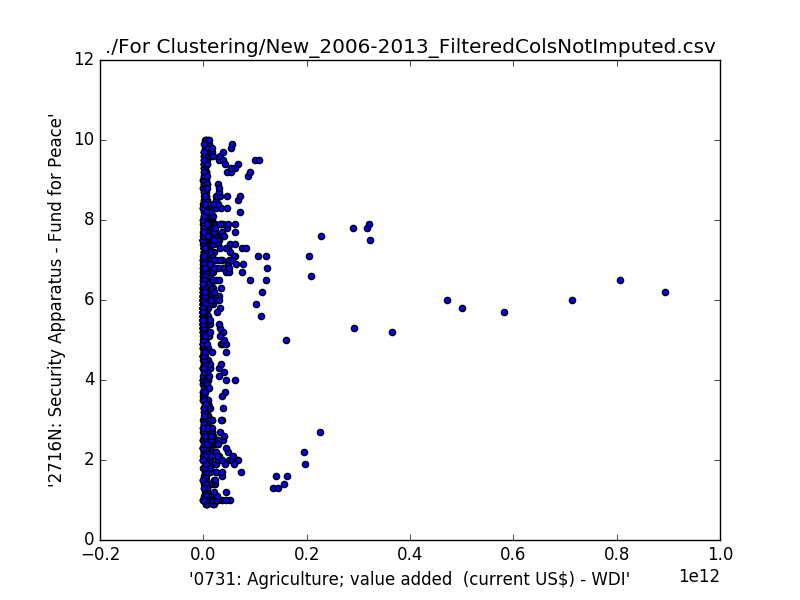 ./For Clustering/New_2006-2013_FilteredColsNotImputed.csv
12
10
8
6
4
2
0
'2716N: Security Apparatus - Fund for Peace'
−0.2 0.0 0.2 0.4 0.6 0.8 1.0
1e12
'0731: Agriculture; value added  (current US$) - WDI'